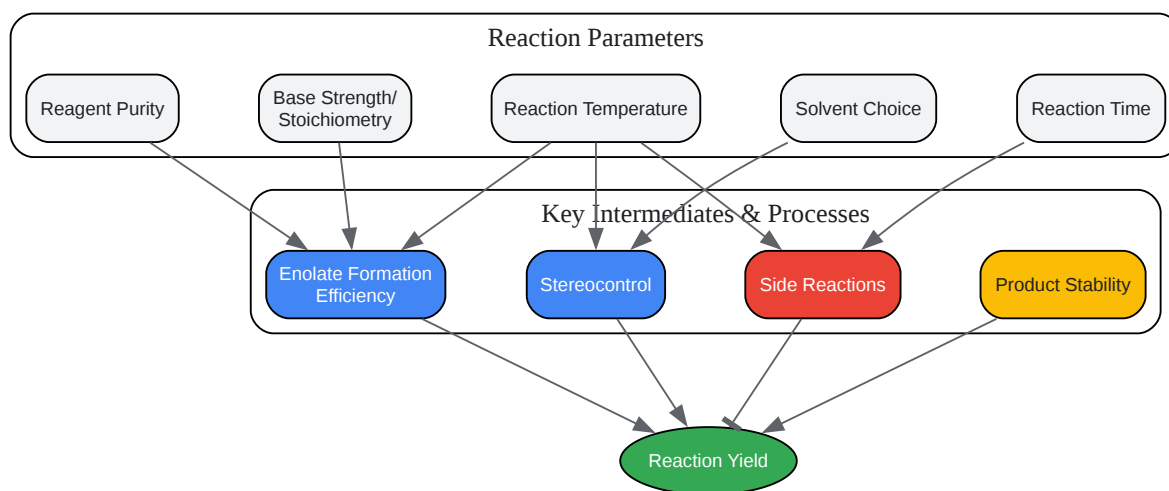 Reaction Parameters
Reagent Purity
Base Strength/
Stoichiometry
Reaction Temperature
Solvent Choice
Reaction Time
Key Intermediates & Processes
Enolate Formation
Efficiency
Stereocontrol
Side Reactions
Product Stability
Reaction Yield